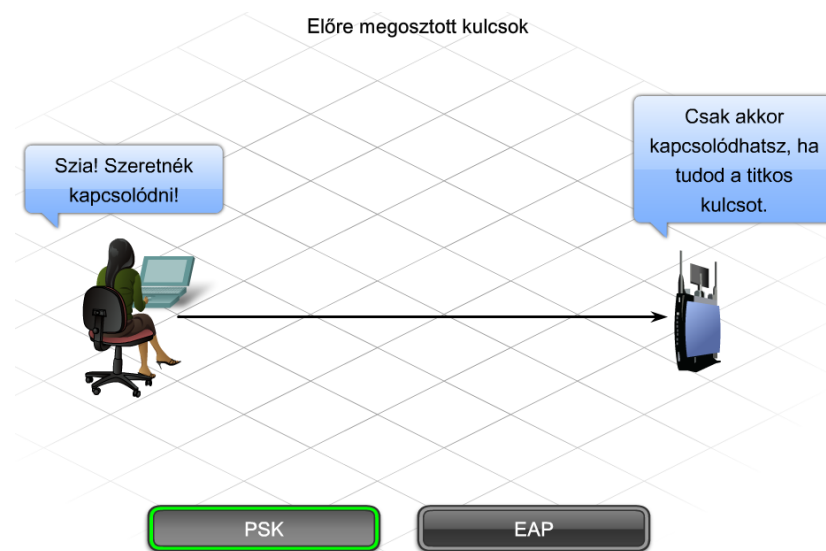 Előre megosztott kulcsok
Szia! Szeretnék
kapcsolódni!
Csak akkor
kapcsolódhatsz, ha
tudod a titkos
kulcsot.
PSK
EAP